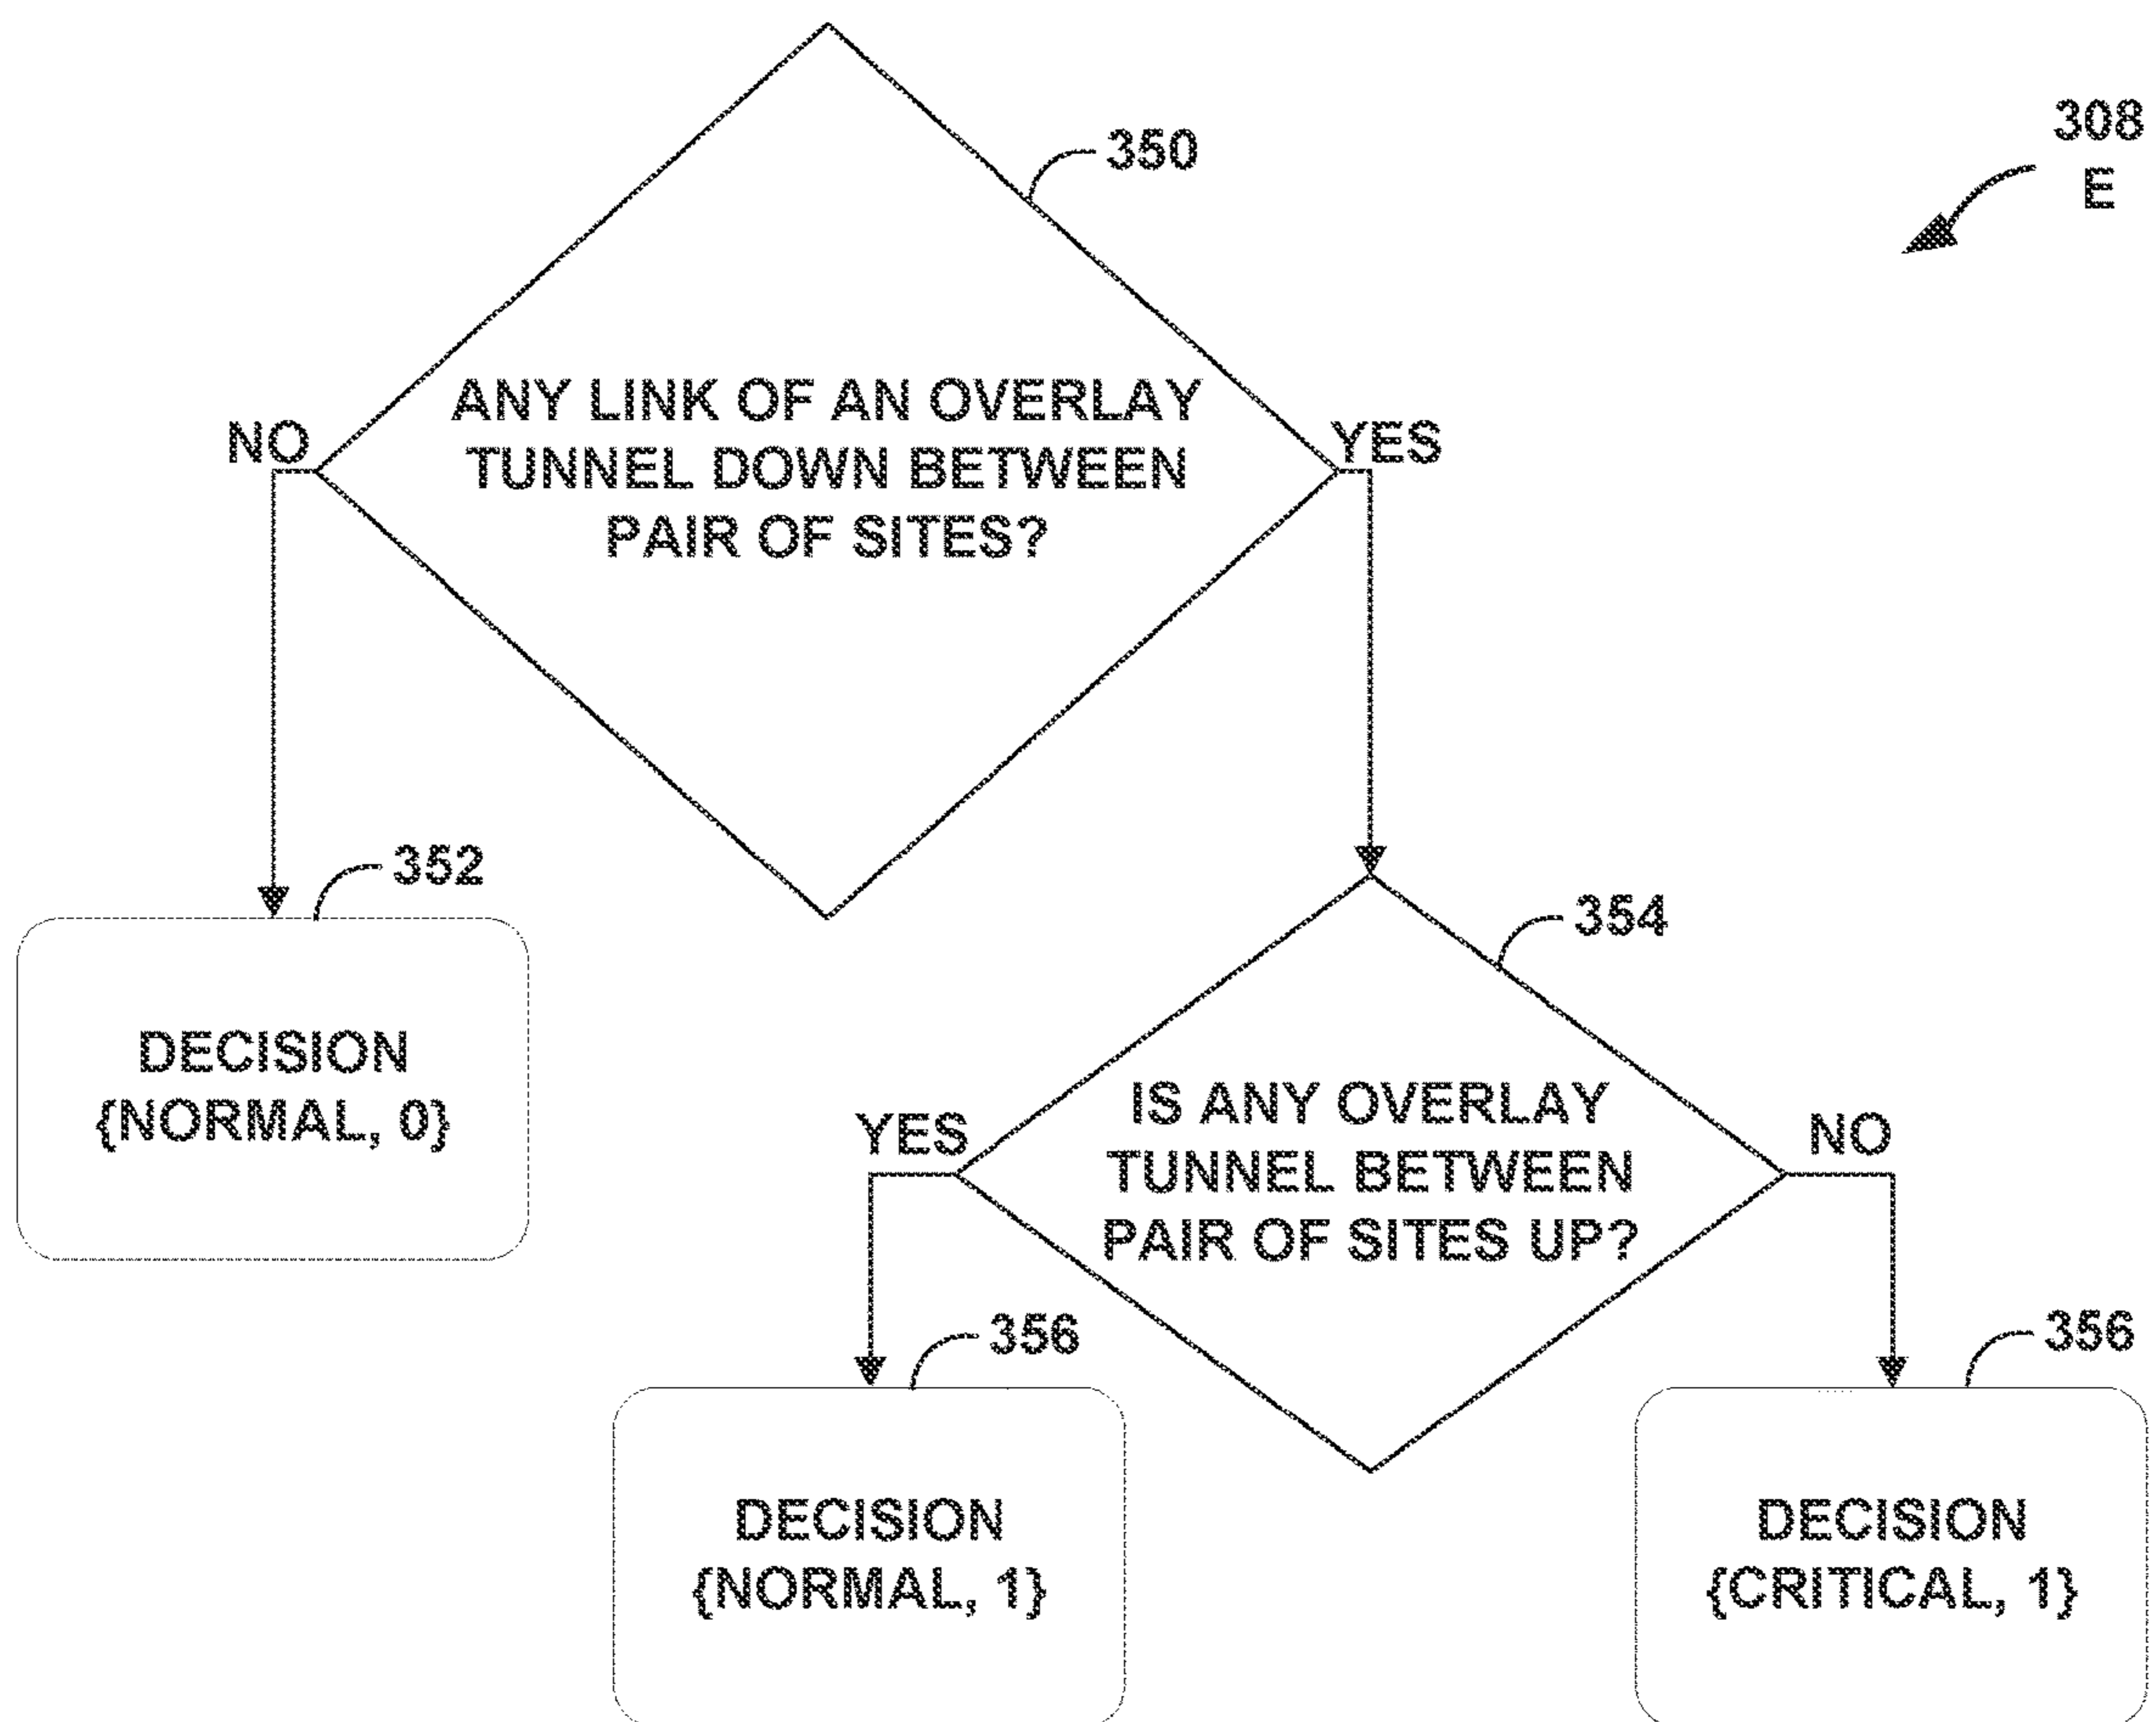 308
E
350
ANY LINK OF AN OVERLAY
TUNNEL DOWN BETWEEN
PAIR OF SITES?
NO
YES
352
DECISION
{NORMAL, 0}
354
IS ANY OVERLAY
TUNNEL BETWEEN
PAIR OF SITES UP?
YES
NO
356
DECISION
{NORMAL, 1}
356
DECISION
{CRITICAL, 1}